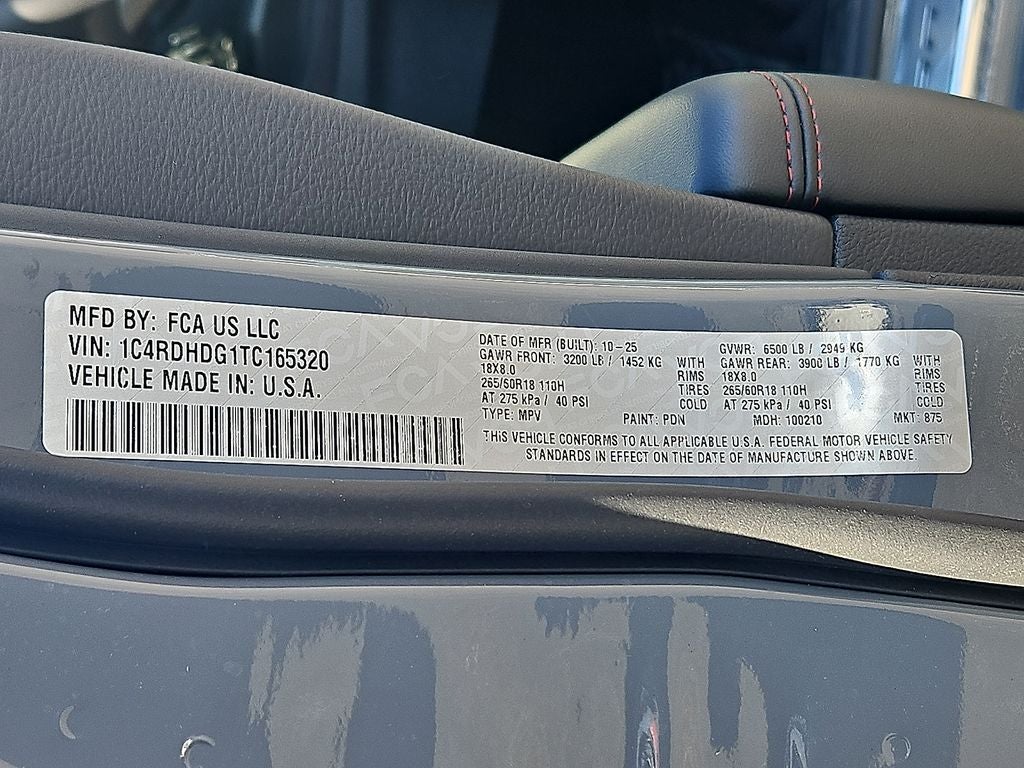 MFD BY: FCA US LLC
VIN: 1C4RDHDG1TC165320
VEHICLE MADE IN: U.S.A.
DATE OF MFR (BUILT): 10-25
GAWR FRONT: 3200 LB / 1452 KG WITH
18X8.0 RIMS
265/60R18 110H TIRES
AT 275 kPa / 40 PSI COLD
TYPE: MPV
GVWR: 6500 LB / 2949 KG
GAWR REAR: 3900 LB / 1770 KG WITH
18X8.0 RIMS
265/60R18 110H TIRES
AT 275 kPa / 40 PSI COLD
PAINT: PDN MDH: 100210 MKT: 875
THIS VEHICLE CONFORMS TO ALL APPLICABLE U.S.A. FEDERAL MOTOR VEHICLE SAFETY
STANDARDS IN EFFECT ON THE DATE OF MANUFACTURE SHOWN ABOVE.